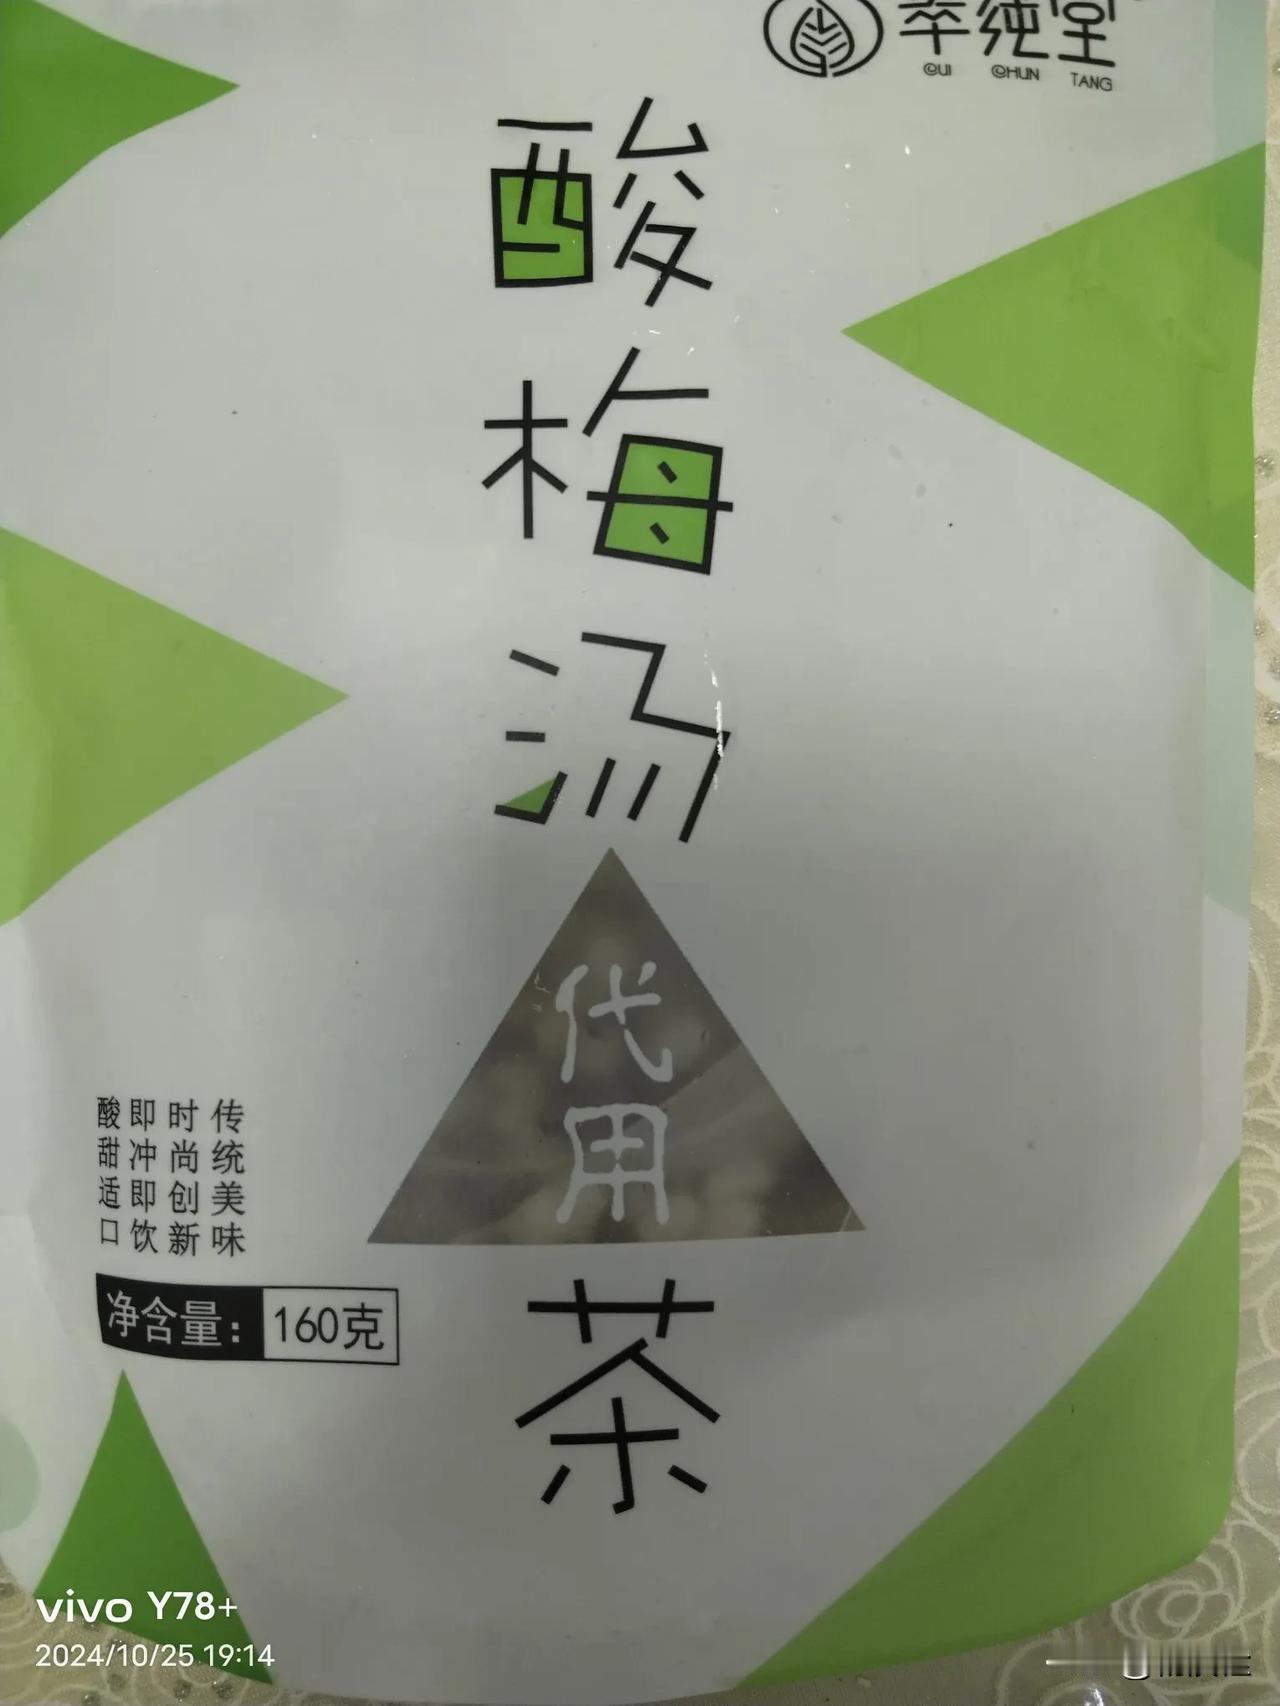 萃纯堂
CUI CHUN TANG
酸梅汤
代用
茶
传统美味
时尚创新
即冲即饮
酸甜适口
净含量：160克
vivo Y78+
2024/10/25 19:14